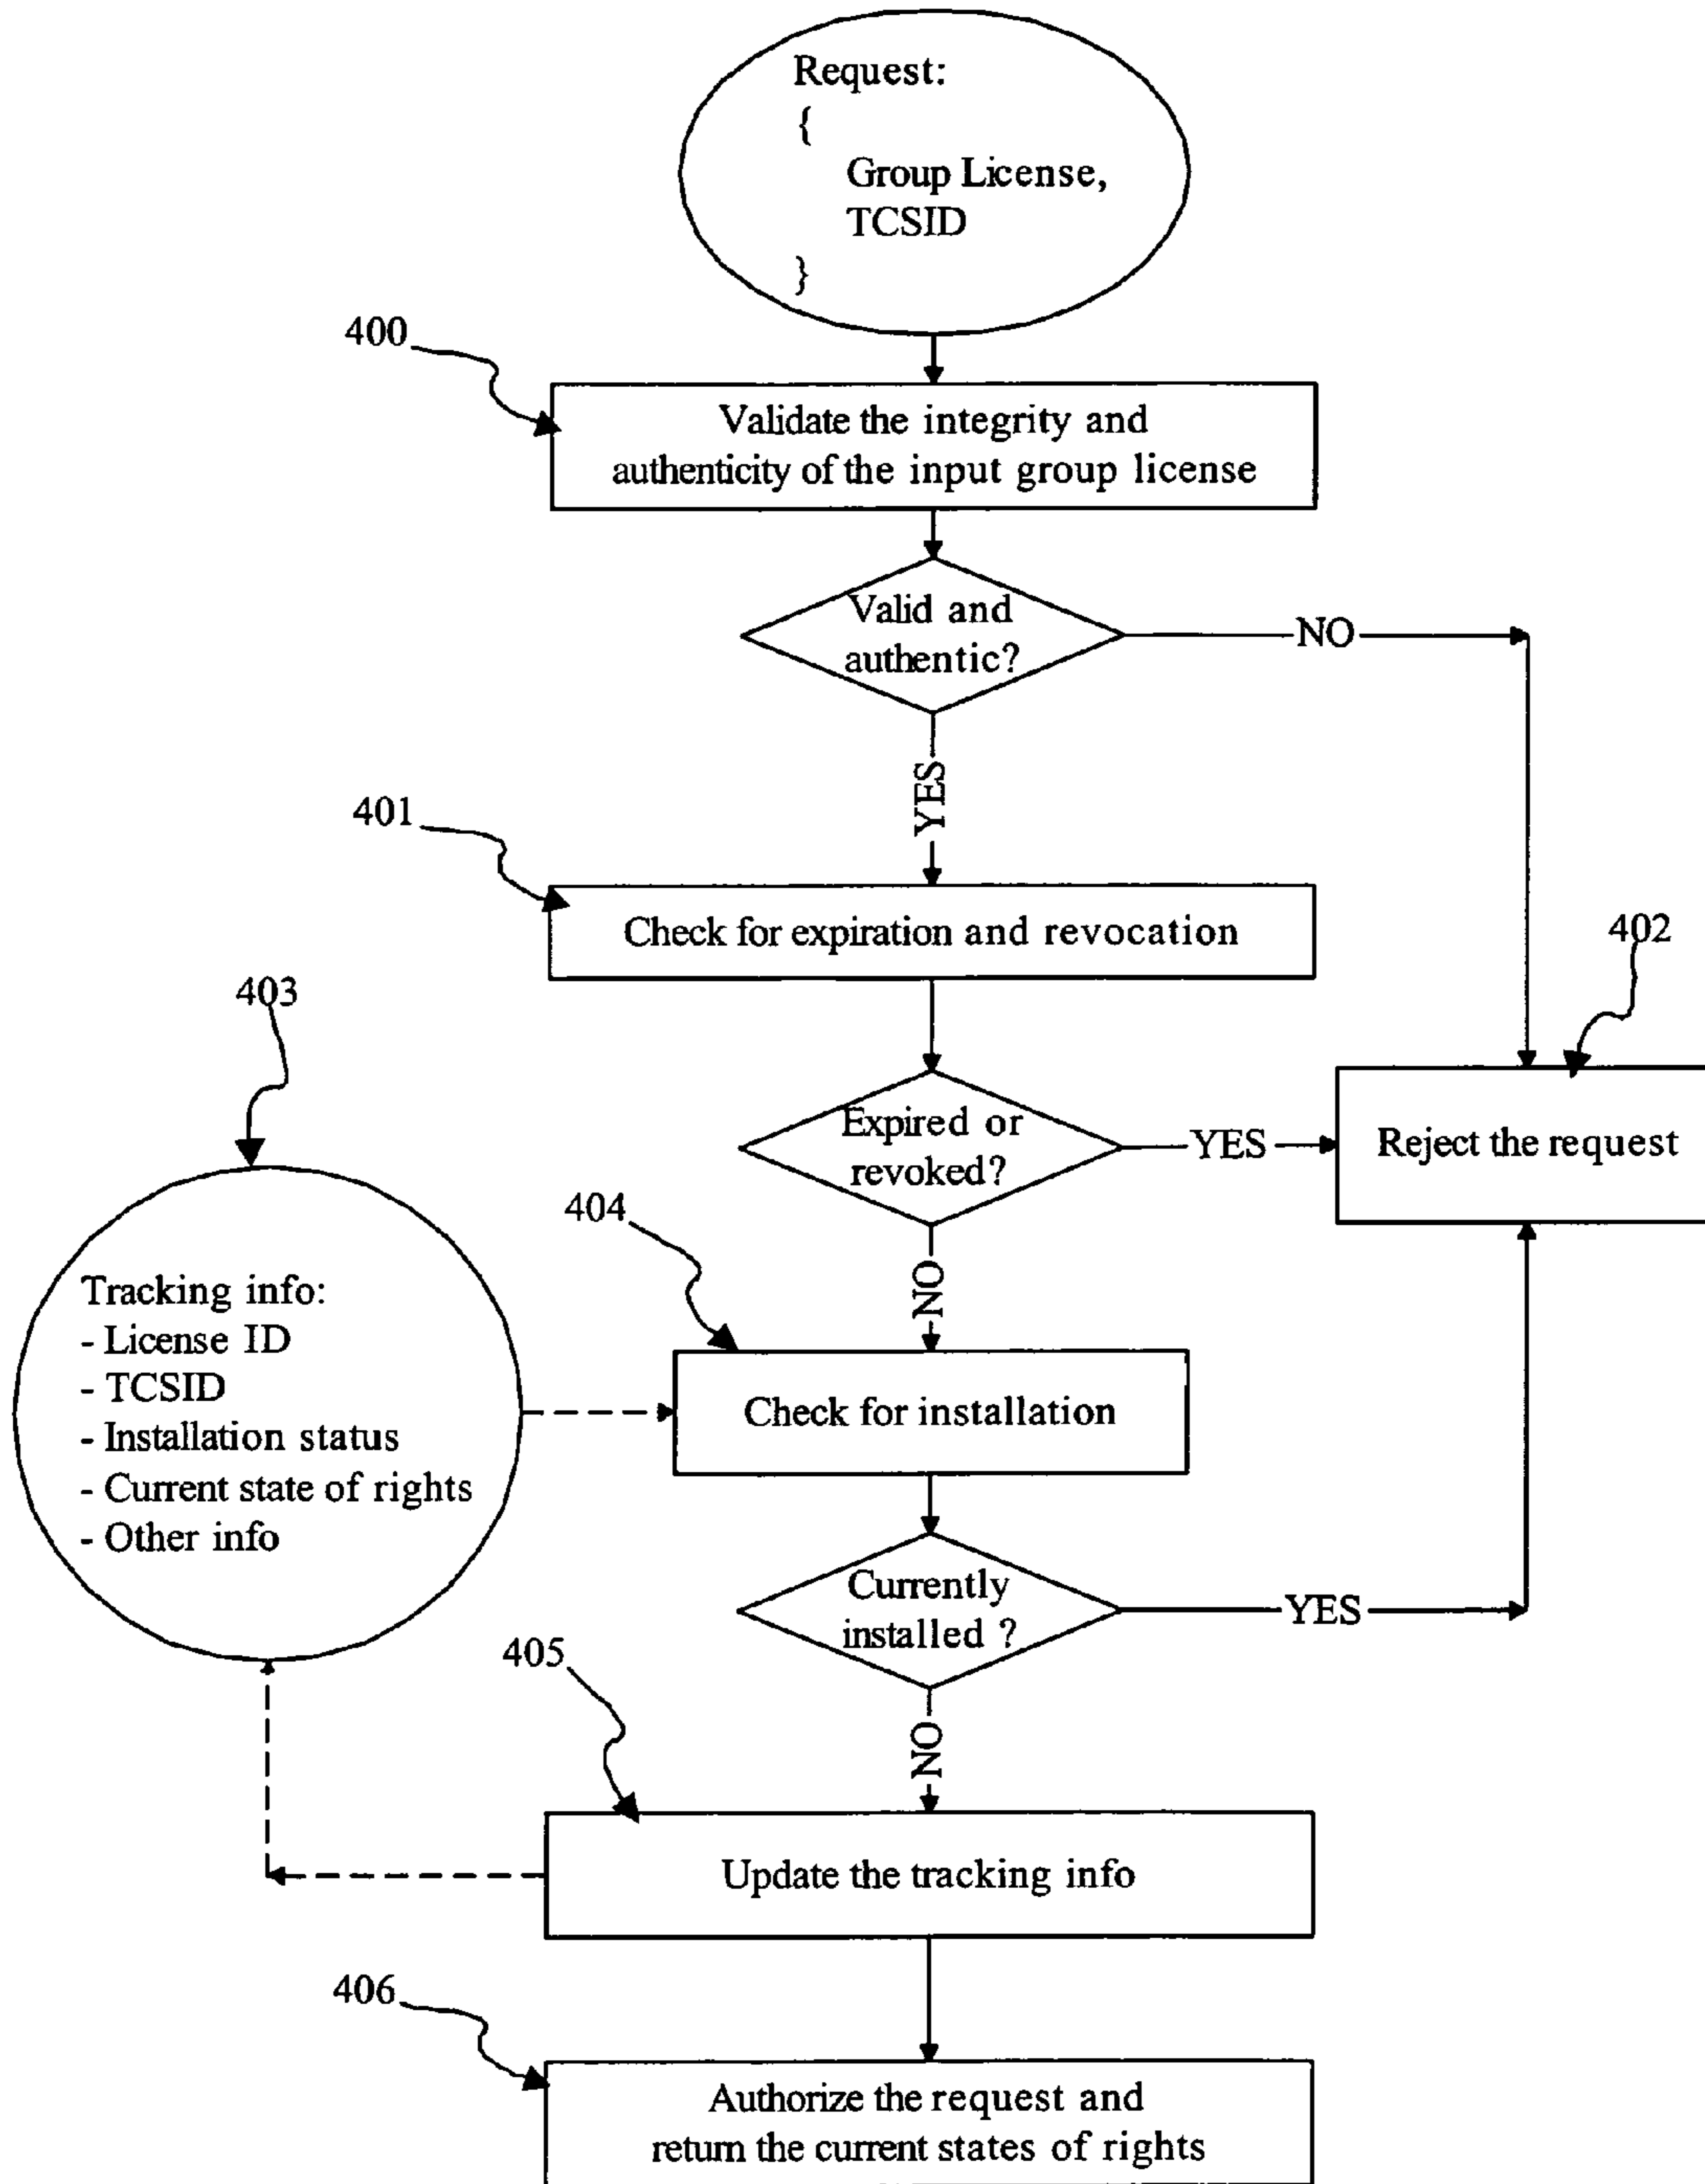 Request:
{
Group License,
TCSID
}
400
Validate the integrity and
authenticity of the input group license
Valid and
authentic?
NO
YES
401
Check for expiration and revocation
402
403
Expired or
revoked?
YES
Reject the request
404
NO
Tracking info:
- License ID
- TCSID
- Installation status
- Current state of rights
- Other info
Check for installation
Currently
installed ?
YES
405
NO
Update the tracking info
406
Authorize the request and
return the current states of rights